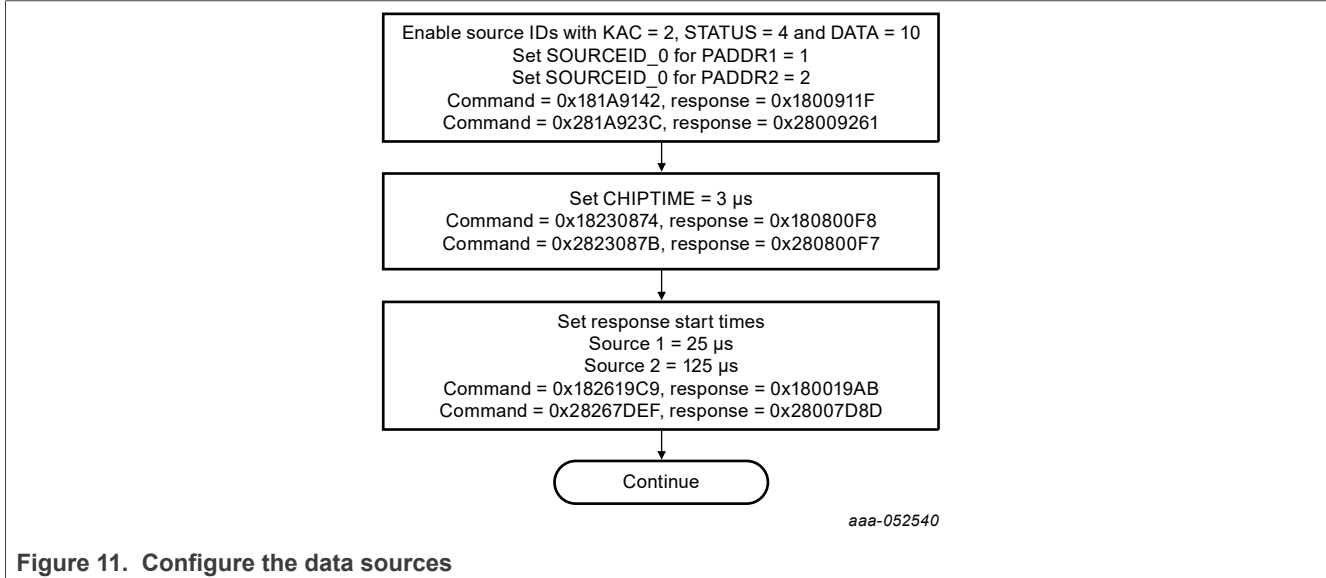 Enable source IDs with KAC = 2, STATUS = 4 and DATA = 10
Set SOURCEID_0 for PADDR1 = 1
Set SOURCEID_0 for PADDR2 = 2
Command = 0x181A9142, response = 0x1800911F
Command = 0x281A923C, response = 0x28009261
Set CHIPTIME = 3 µs
Command = 0x18230874, response = 0x180800F8
Command = 0x2823087B, response = 0x280800F7
Set response start times
Source 1 = 25 µs
Source 2 = 125 µs
Command = 0x182619C9, response = 0x180019AB
Command = 0x28267DEF, response = 0x28007D8D
Continue
aaa-052540
Figure 11. Configure the data sources